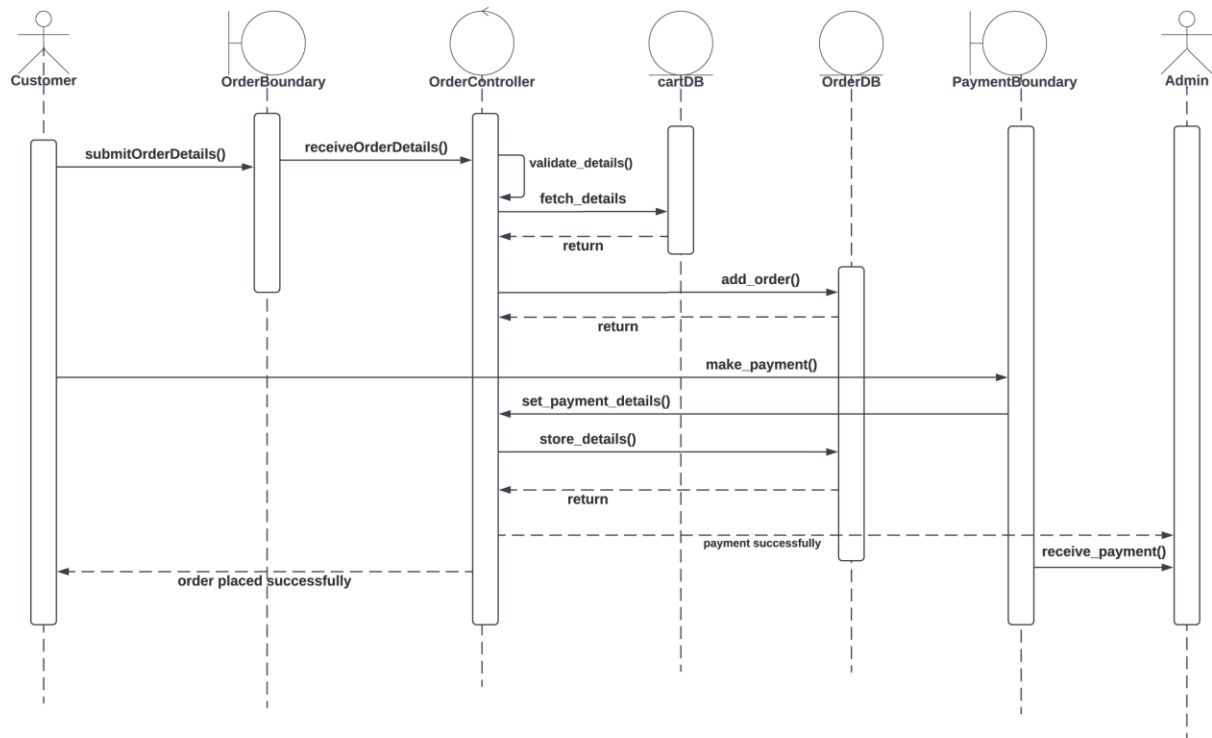 Customer
OrderBoundary
OrderController
cartDB
OrderDB
PaymentBoundary
Admin
submitOrderDetails()
receiveOrderDetails()
validate_details()
fetch_details
return
add_order()
return
make_payment()
set_payment_details()
store_details()
return
payment successfully
receive_payment()
order placed successfully